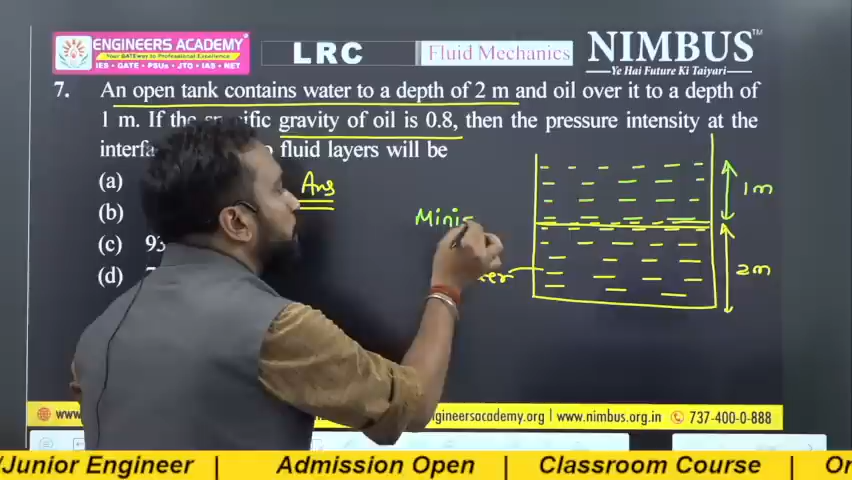 ENGINEERS ACADEMY
Your GATEway to Professional Excellence
IES • GATE • PSUs • JTO • IAS • NET
LRC
Fluid Mechanics
NIMBUS™
Ye Hai Future Ki Taiyari
7. An open tank contains water to a depth of 2 m and oil over it to a depth of
1 m. If the specific gravity of oil is 0.8, then the pressure intensity at the
fluid layers will be
(a) Ans
(b)
(c) 93
(d)
1m
2m
737-400-0-888
gineersacademy.org | www.nimbus.org.in
/Junior Engineer | Admission Open | Classroom Course | On